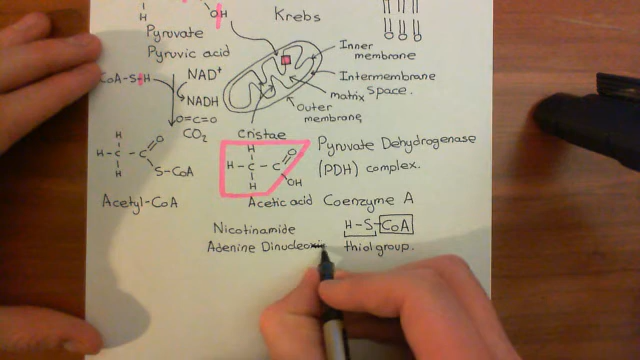 H
OH
Krebs
Pyruvate
Pyruvic acid
Inner
membrane
Intermembrane
space.
matrix
Outer
membrane
cristae
CoA-S-H
NAD+
NADH
O=C=O
CO2
H
H-C-C
O
H
S-CoA
Acetyl-CoA
H
H-C-C
O
H
OH
Acetic acid
Pyruvate Dehydrogenase
(PDH) complex.
Coenzyme A
H-S-CoA
thiol group.
Nicotinamide
Adenine Dinucleo